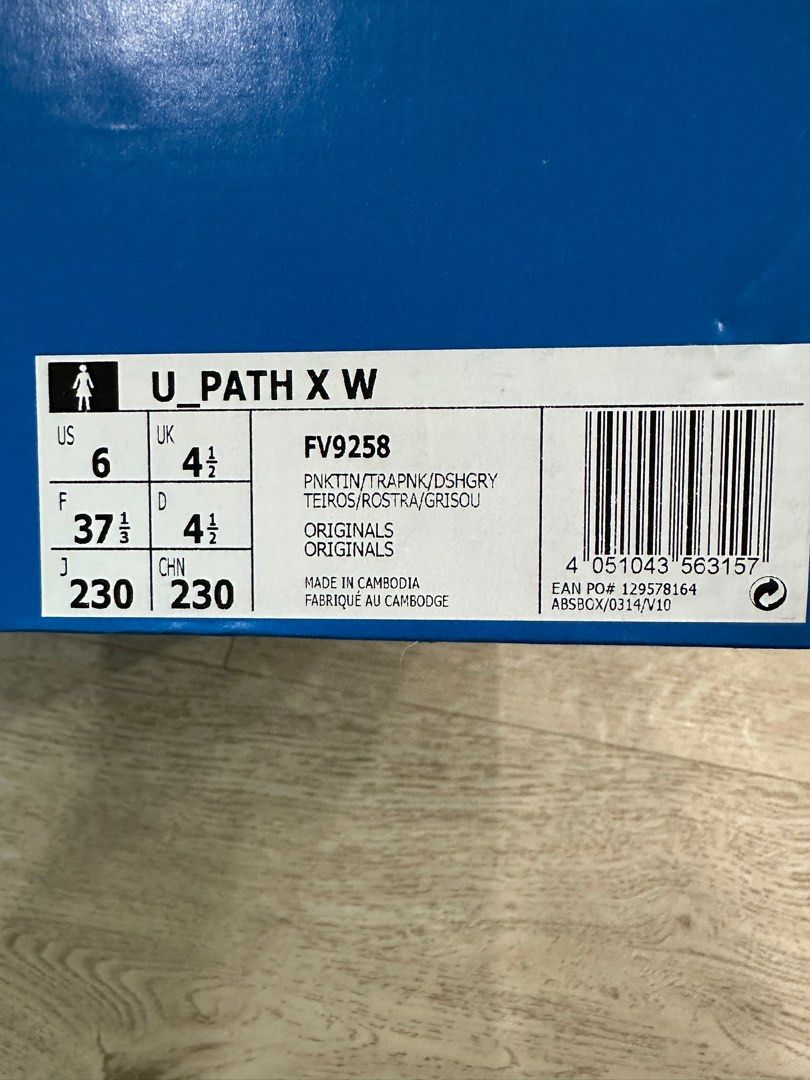 U_PATH X W
US 6
UK 4½
F 37⅓
D 4½
J 230
CHN 230
FV9258
PNKTIN/TRAPNK/DSHGRY
TEIROS/ROSTRA/GRISOU
ORIGINALS
ORIGINALS
MADE IN CAMBODIA
FABRIQUÉ AU CAMBODGE
4 051043 563157
EAN PO# 129578164
ABSBOX/0314/V10